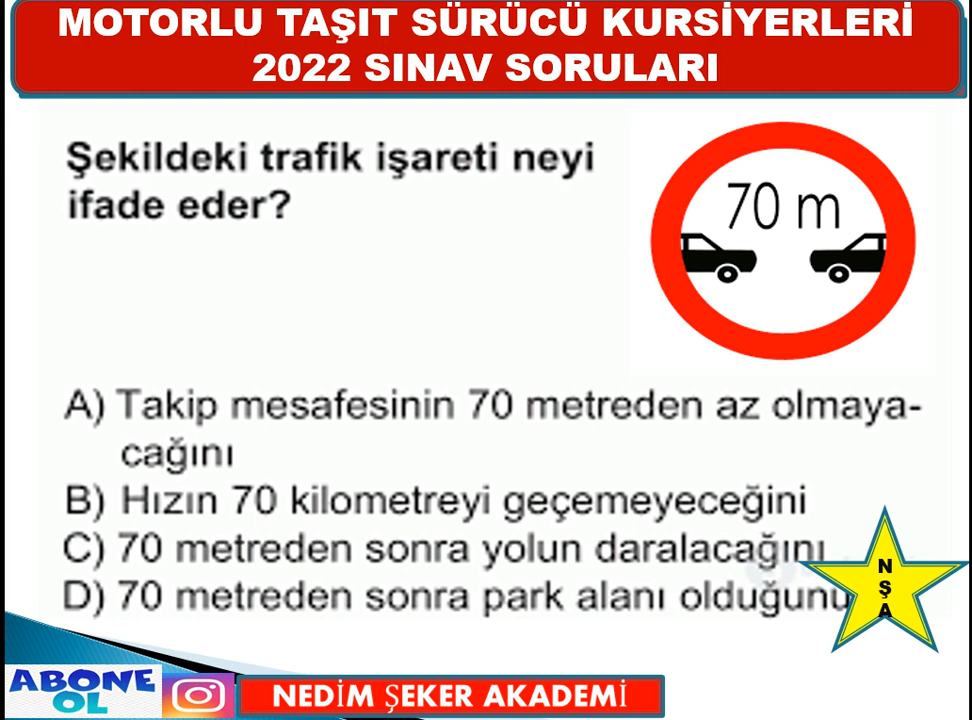 MOTORLU TAŞIT SÜRÜCÜ KURSİYERLERİ
2022 SINAV SORULARI
Şekildeki trafik işareti neyi
ifade eder?
70 m
A) Takip mesafesinin 70 metreden az olmaya-
cağını
B) Hızın 70 kilometreyi geçemeyeceğini
C) 70 metreden sonra yolun daralacağını
D) 70 metreden sonra park alanı olduğunu
N
Ş
A
ABONE
OL
NEDİM ŞEKER AKADEMİ